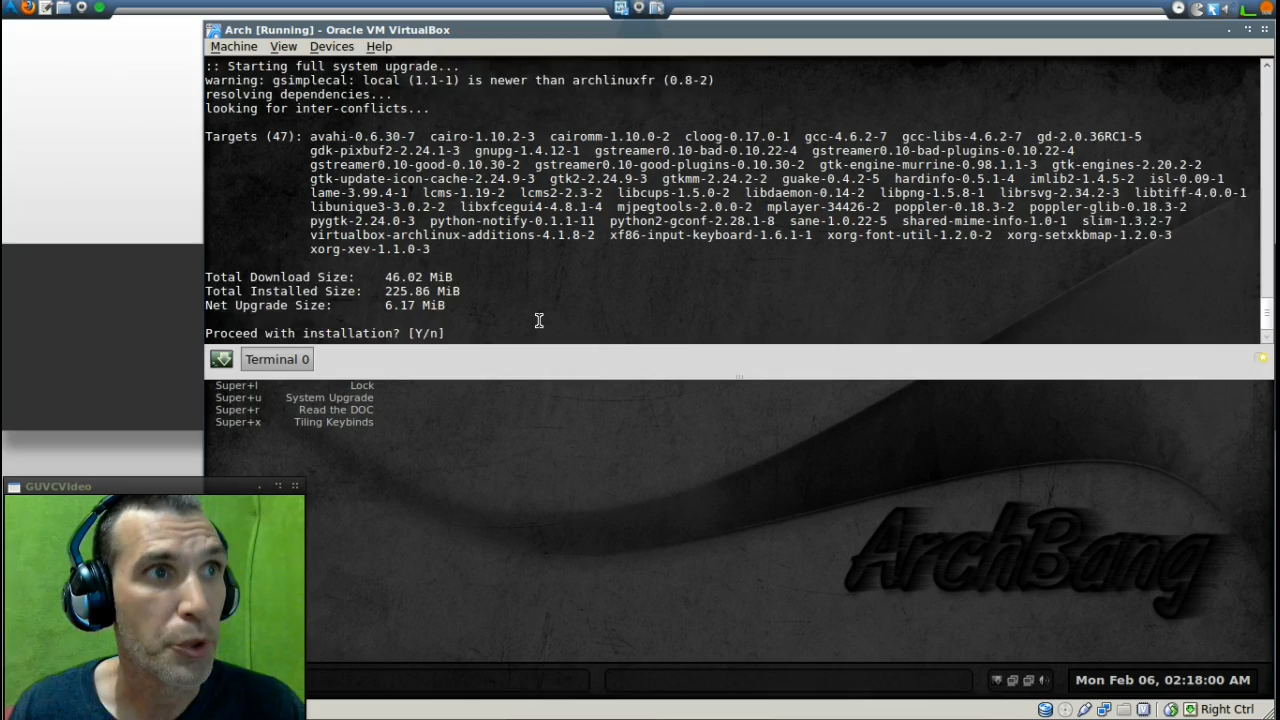 Arch [Running] - Oracle VM VirtualBox
Machine View Devices Help
:: Starting full system upgrade...
warning: gsimplecal: local (1.1-1) is newer than archlinuxfr (0.8-2)
resolving dependencies...
looking for inter-conflicts...
Targets (47): avahi-0.6.30-7 cairo-1.10.2-3 cairomm-1.10.0-2 cloog-0.17.0-1 gcc-4.6.2-7 gcc-libs-4.6.2-7 gd-2.0.36RC1-5
gdk-pixbuf2-2.24.1-3 gnupg-1.4.12-1 gstreamer0.10-bad-0.10.22-4 gstreamer0.10-bad-plugins-0.10.22-4
gstreamer0.10-good-0.10.30-2 gstreamer0.10-good-plugins-0.10.30-2 gtk-engine-murrine-0.98.1.1-3 gtk-engines-2.20.2-2
gtk-update-icon-cache-2.24.9-3 gtk2-2.24.9-3 gtkmm-2.24.2-2 guake-0.4.2-5 hardinfo-0.5.1-4 imlib2-1.4.5-2 isl-0.09-1
lame-3.99.4-1 lcms-1.19-2 lcms2-2.3-2 libcups-1.5.0-2 libdaemon-0.14-2 libpng-1.5.8-1 librsvg-2.34.2-3 libtiff-4.0.0-1
libunique3-3.0.2-2 libxfcegui4-4.8.1-4 mjpegtools-2.0.0-2 mplayer-34426-2 poppler-0.18.3-2 poppler-glib-0.18.3-2
pygtk-2.24.0-3 python-notify-0.1.1-11 python2-gconf-2.28.1-8 sane-1.0.22-5 shared-mime-info-1.0-1 slim-1.3.2-7
virtualbox-archlinux-additions-4.1.8-2 xf86-input-keyboard-1.6.1-1 xorg-font-util-1.2.0-2 xorg-setxkbmap-1.2.0-3
xorg-xev-1.1.0-3
Total Download Size: 46.02 MiB
Total Installed Size: 225.86 MiB
Net Upgrade Size: 6.17 MiB
Proceed with installation? [Y/n]
Terminal 0
Super+l Lock
Super+u System Upgrade
Super+r Read the DOC
Super+x Tiling Keybinds
GUVCVideo
ArchBang
Mon Feb 06, 02:18:00 AM
Right Ctrl